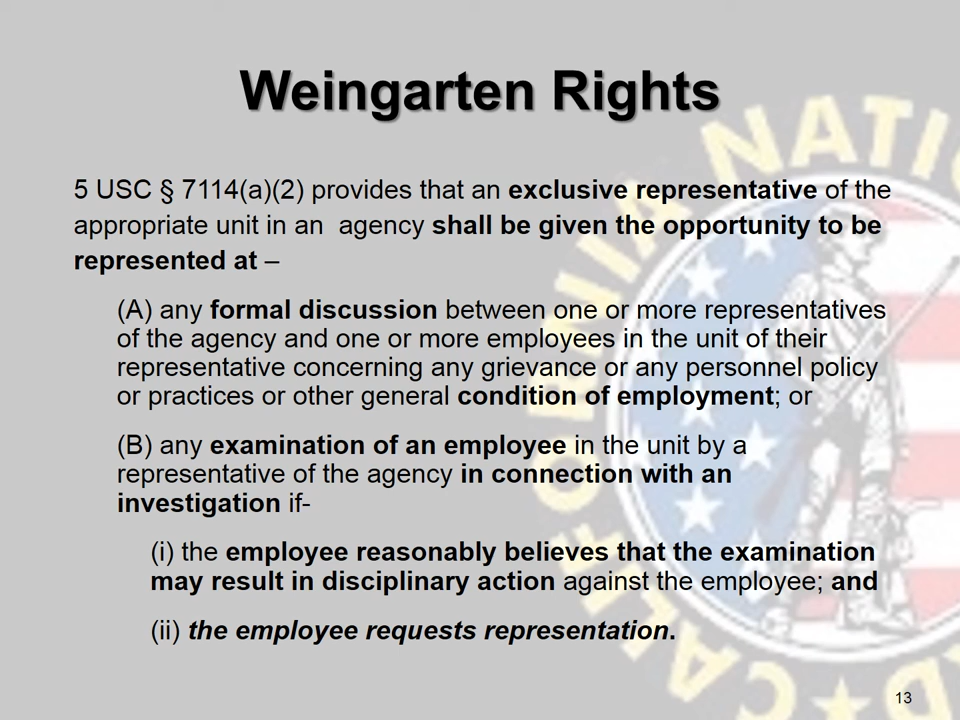 Weingarten Rights
5 USC § 7114(a)(2) provides that an exclusive representative of the
appropriate unit in an  agency shall be given the opportunity to be
represented at –
(A) any formal discussion between one or more representatives
of the agency and one or more employees in the unit of their
representative concerning any grievance or any personnel policy
or practices or other general condition of employment; or
(B) any examination of an employee in the unit by a
representative of the agency in connection with an
investigation if-
(i) the employee reasonably believes that the examination
may result in disciplinary action against the employee; and
(ii) the employee requests representation.
13